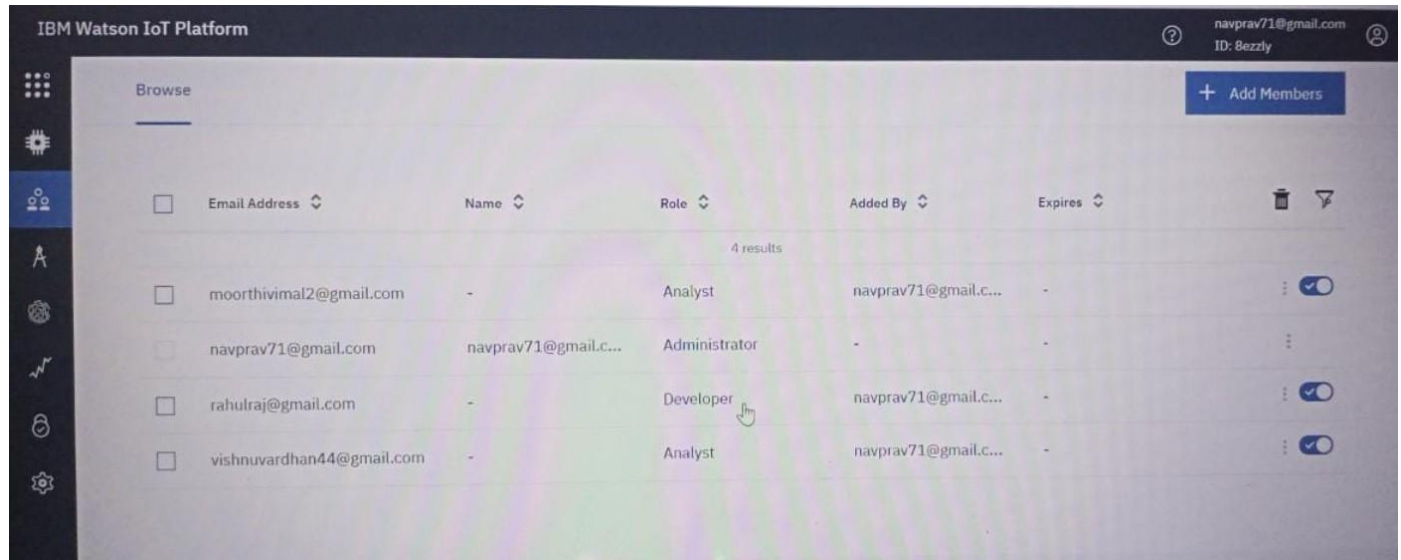 IBM Watson IoT Platform
navprav71@gmail.com
ID: 8ezzly
Browse
+ Add Members
Email Address Name Role Added By Expires
4 results
moorthivimal2@gmail.com - Analyst navprav71@gmail.c... -
navprav71@gmail.com navprav71@gmail.c... Administrator - -
rahulraj@gmail.com - Developer navprav71@gmail.c... -
vishnuvardhan44@gmail.com - Analyst navprav71@gmail.c... -